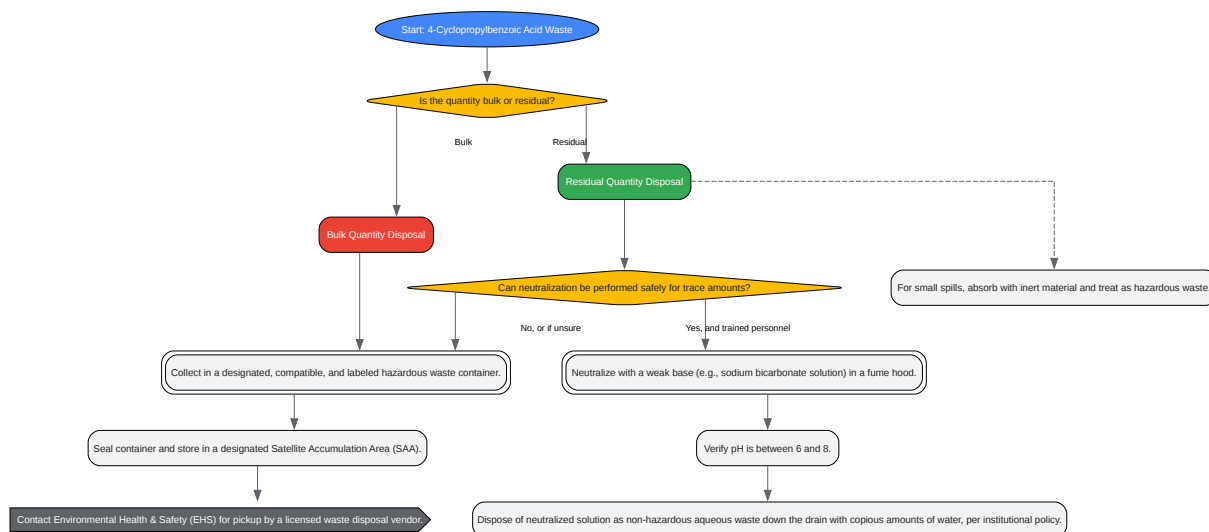 Start: 4-Cyclopropylbenzoic Acid Waste
Is the quantity bulk or residual?
Bulk
Residual
Residual Quantity Disposal
Bulk Quantity Disposal
Can neutralization be performed safely for trace amounts?
For small spills, absorb with inert material and treat as hazardous waste.
No, or if unsure
Yes, and trained personnel
Collect in a designated, compatible, and labeled hazardous waste container.
Neutralize with a weak base (e.g., sodium bicarbonate solution) in a fume hood.
Seal container and store in a designated Satellite Accumulation Area (SAA).
Verify pH is between 6 and 8.
Contact Environmental Health & Safety (EHS) for pickup by a licensed waste disposal vendor.
Dispose of neutralized solution as non-hazardous aqueous waste down the drain with copious amounts of water, per institutional policy.